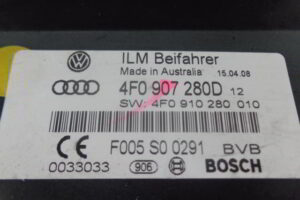 ILM Beifahrer
Made in Australia 15.04.08
4F0 907 280D 12
SW: 4F0 910 280 010
F005 S0 0291 BVB
0033033 906 BOSCH